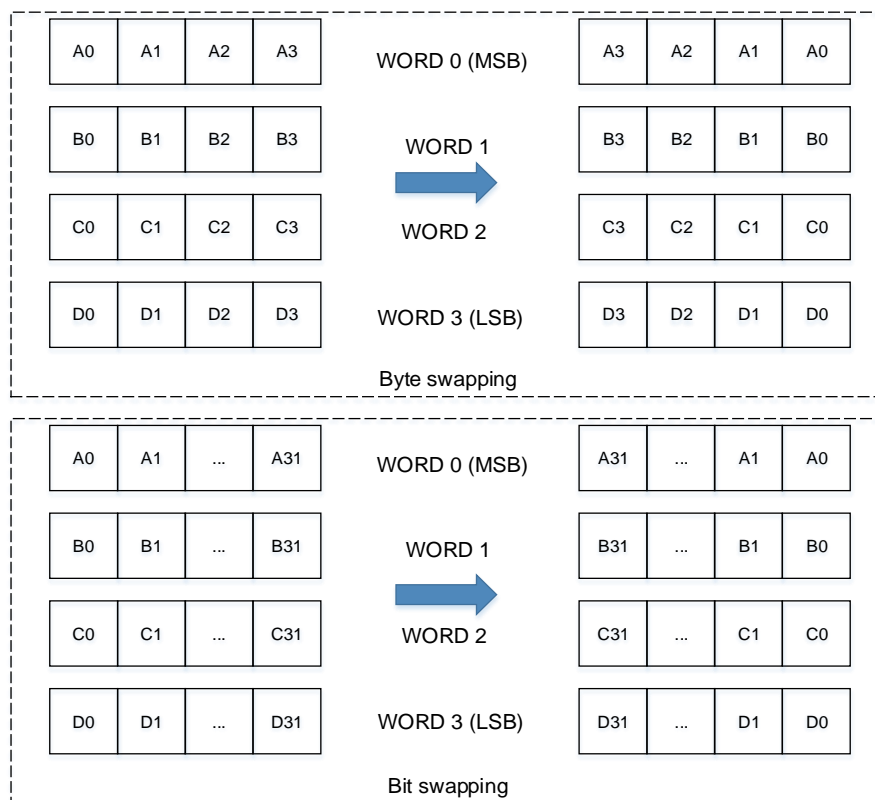 A0 A1 A2 A3 WORD 0 (MSB) A3 A2 A1 A0
B0 B1 B2 B3 WORD 1 B3 B2 B1 B0
C0 C1 C2 C3 WORD 2 C3 C2 C1 C0
D0 D1 D2 D3 WORD 3 (LSB) D3 D2 D1 D0
Byte swapping
A0 A1 ... A31 WORD 0 (MSB) A31 ... A1 A0
B0 B1 ... B31 WORD 1 B31 ... B1 B0
C0 C1 ... C31 WORD 2 C31 ... C1 C0
D0 D1 ... D31 WORD 3 (LSB) D31 ... D1 D0
Bit swapping